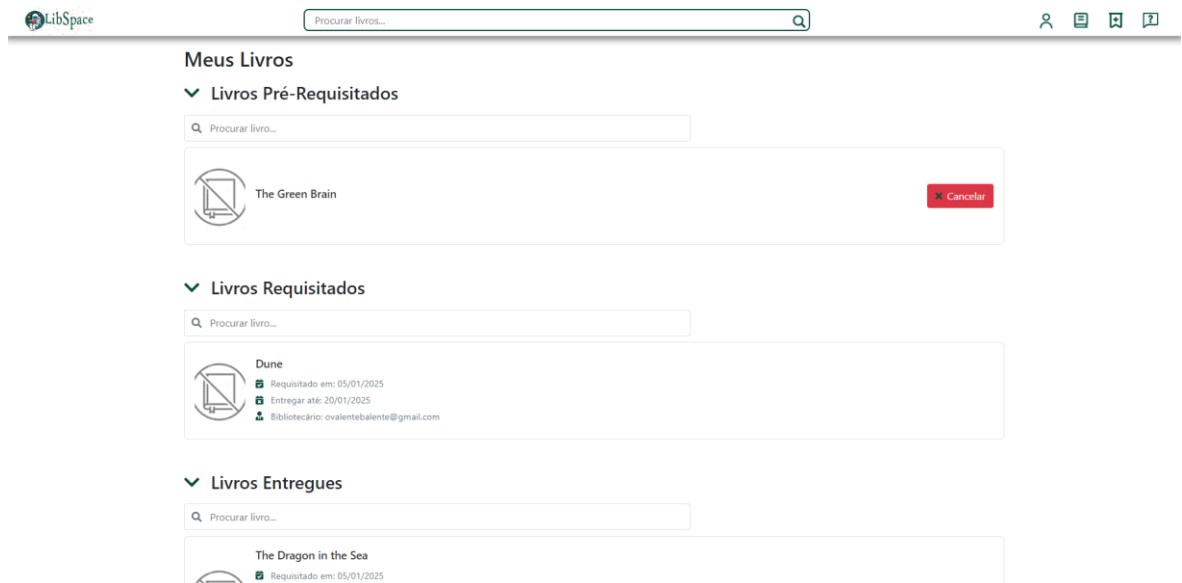 LibSpace
Procurar livros...
Meus Livros
Livros Pré-Requisitados
Procurar livro...
The Green Brain
Cancelar
Livros Requisitados
Procurar livro...
Dune
Requisitado em: 05/01/2025
Entregar até: 20/01/2025
Bibliotecário: ovalentebalente@gmail.com
Livros Entregues
Procurar livro...
The Dragon in the Sea
Requisitado em: 05/01/2025